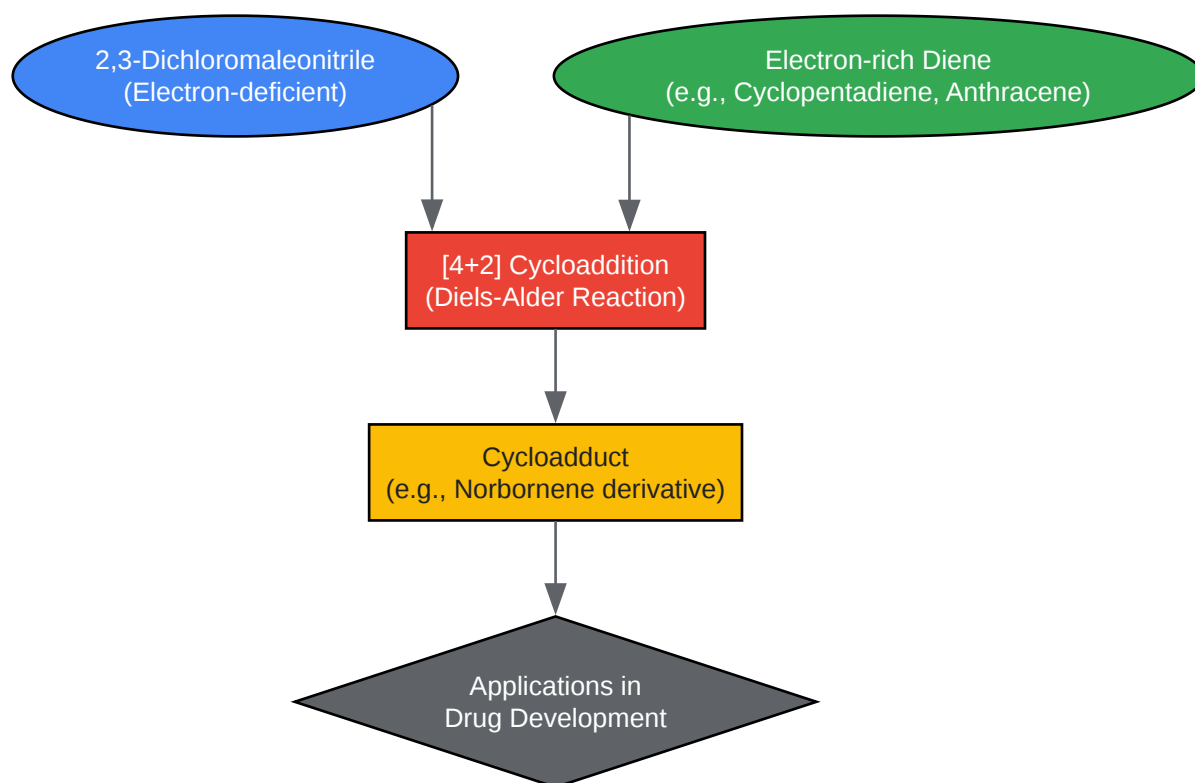 2,3-Dichloromaleonitrile
(Electron-deficient)
Electron-rich Diene
(e.g., Cyclopentadiene, Anthracene)
[4+2] Cycloaddition
(Diels-Alder Reaction)
Cycloadduct
(e.g., Norbornene derivative)
Applications in
Drug Development